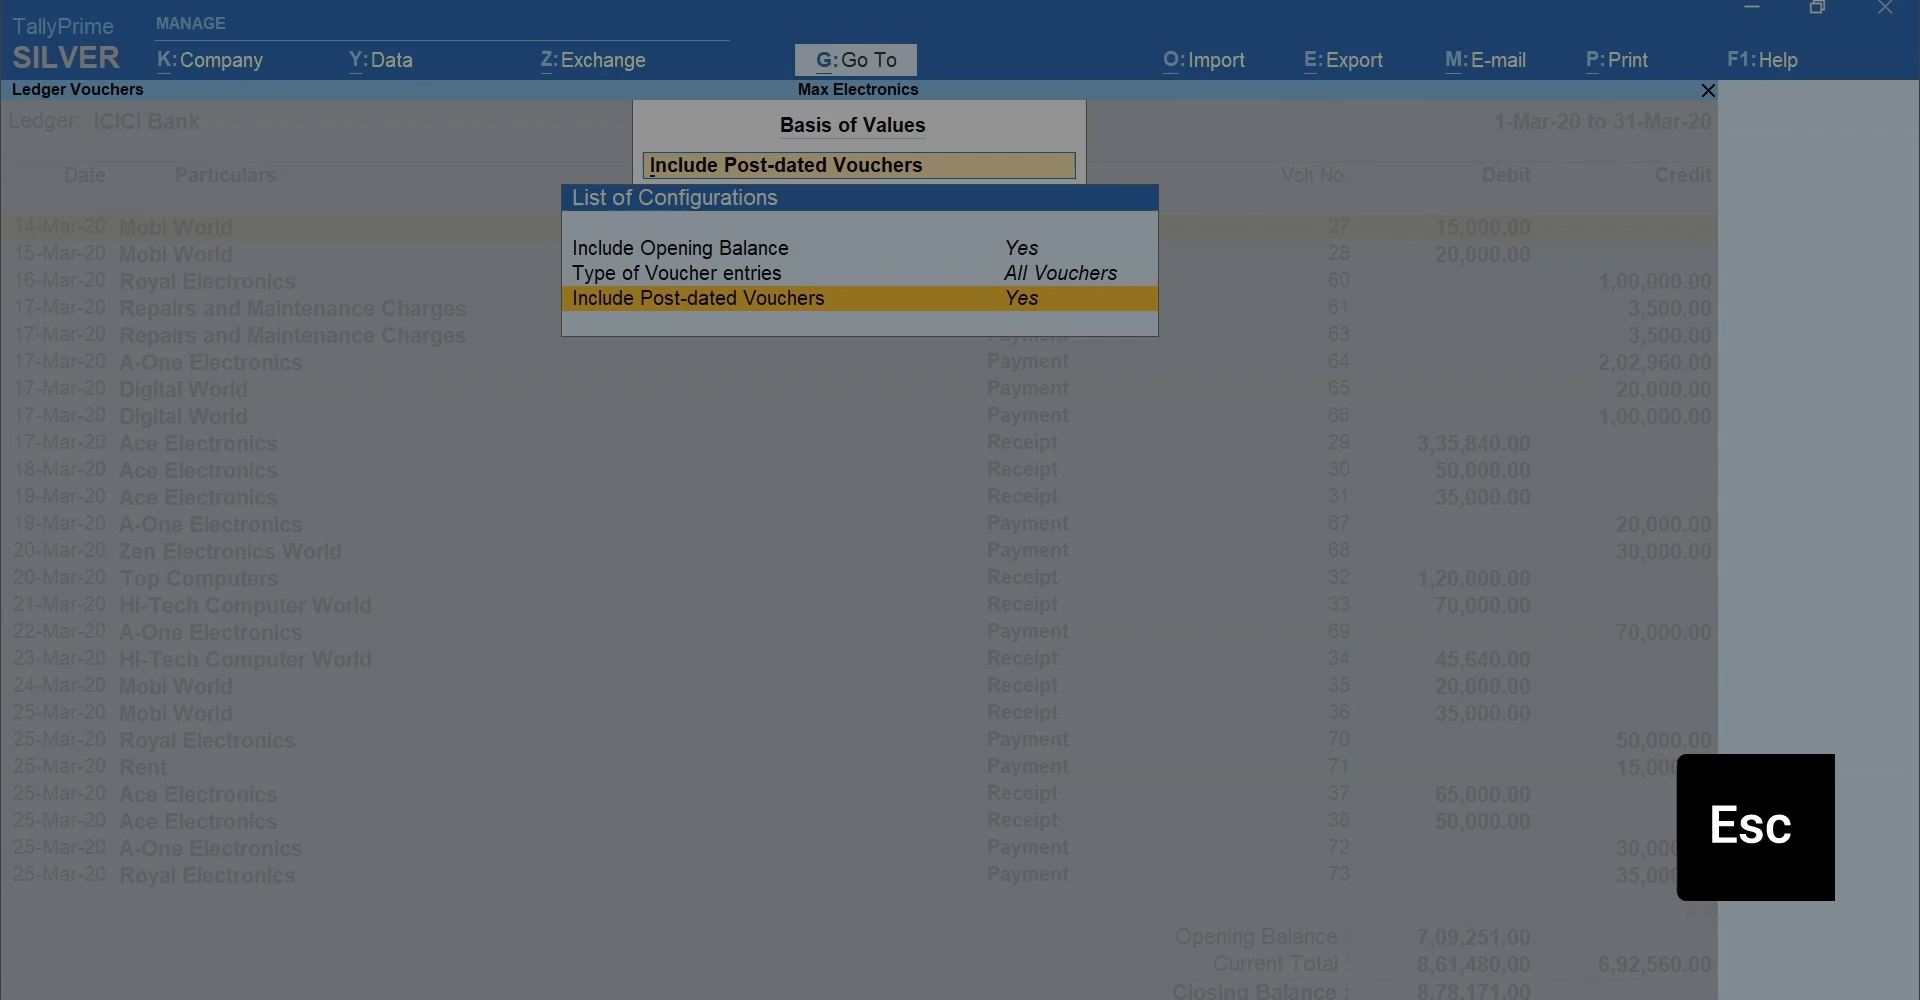 TallyPrime
MANAGE
SILVER
K: Company
Y: Data
Z: Exchange
G: Go To
O: Import
E: Export
M: E-mail
P: Print
F1: Help
Ledger Vouchers
Max Electronics
Ledger: ICICI Bank
1-Mar-20 to 31-Mar-20
Basis of Values
Include Post-dated Vouchers
List of Configurations
Include Opening Balance Yes
Type of Voucher entries All Vouchers
Include Post-dated Vouchers Yes
Date Particulars Vch No. Debit Credit
14-Mar-20 Mobi World 27 15,000.00
15-Mar-20 Mobi World 28 20,000.00
16-Mar-20 Royal Electronics 60 1,00,000.00
17-Mar-20 Repairs and Maintenance Charges 61 3,500.00
17-Mar-20 Repairs and Maintenance Charges 63 3,500.00
17-Mar-20 A-One Electronics Payment 64 2,02,960.00
17-Mar-20 Digital World Payment 65 20,000.00
17-Mar-20 Digital World Payment 66 1,00,000.00
17-Mar-20 Ace Electronics Receipt 29 3,35,840.00
18-Mar-20 Ace Electronics Receipt 30 50,000.00
19-Mar-20 Ace Electronics Receipt 31 35,000.00
19-Mar-20 A-One Electronics Payment 67 20,000.00
20-Mar-20 Zen Electronics World Payment 68 30,000.00
20-Mar-20 Top Computers Receipt 32 1,20,000.00
21-Mar-20 Hi-Tech Computer World Receipt 33 70,000.00
22-Mar-20 A-One Electronics Payment 69 70,000.00
23-Mar-20 Hi-Tech Computer World Receipt 34 45,640.00
24-Mar-20 Mobi World Receipt 35 20,000.00
25-Mar-20 Mobi World Receipt 36 35,000.00
25-Mar-20 Royal Electronics Payment 70 50,000.00
25-Mar-20 Rent Payment 71 15,00
25-Mar-20 Ace Electronics Receipt 37 65,000.00
25-Mar-20 Ace Electronics Receipt 38 50,000.00
25-Mar-20 A-One Electronics Payment 72 30,00
25-Mar-20 Royal Electronics Payment 73 35,00
Esc
Opening Balance : 7,09,251.00
Current Total : 8,61,480.00 6,92,560.00
Closing Balance : 8,78,171.00